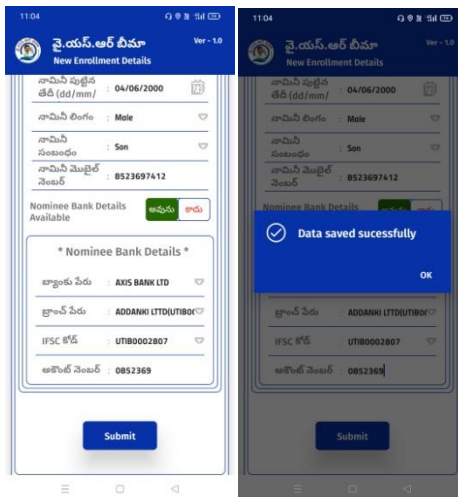 11:04
వై.యస్.ఆర్ బీమా
Ver - 1.0
New Enrollment Details
నామినీ పుట్టిన
తేదీ (dd/mm/ : 04/06/2000
నామినీ లింగం : Male
నామినీ
సంబంధం : Son
నామినీ మొబైల్
నెంబర్ : 8523697412
Nominee Bank Details
Available
అవును కాదు
* Nominee Bank Details *
బ్యాంకు పేరు : AXIS BANK LTD
బ్రాంచ్ పేరు : ADDANKI LTTD(UTIB0(
IFSC కోడ్ : UTIB0002807
అకౌంట్ నెంబర్ : 0852369
Submit
11:04
వై.యస్.ఆర్ బీమా
Ver - 1.0
New Enrollment Details
నామినీ పుట్టిన
తేదీ (dd/mm/ : 04/06/2000
నామినీ లింగం : Male
నామినీ
సంబంధం : Son
నామినీ మొబైల్
నెంబర్ : 8523697412
Nominee Bank Details
Data saved sucessfully
OK
బ్రాంచ్ పేరు : ADDANKI LTTD(UTIB0(
IFSC కోడ్ : UTIB0002807
అకౌంట్ నెంబర్ : 0852369
Submit